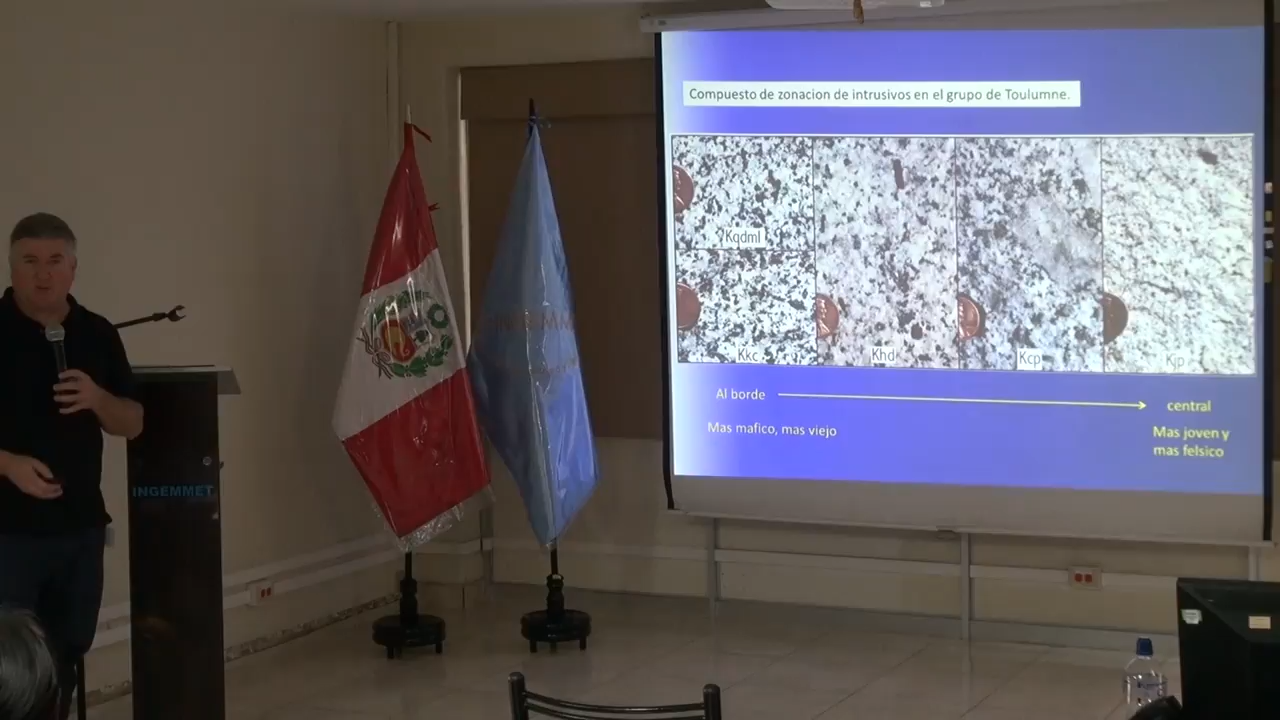 Compuesto de zonacion de intrusivos en el grupo de Toulumne.
Kqdml
Kkc
Khd
Kcp
Kjp
Al borde
central
Mas mafico, mas viejo
Mas joven y
mas felsico
INGEMMET